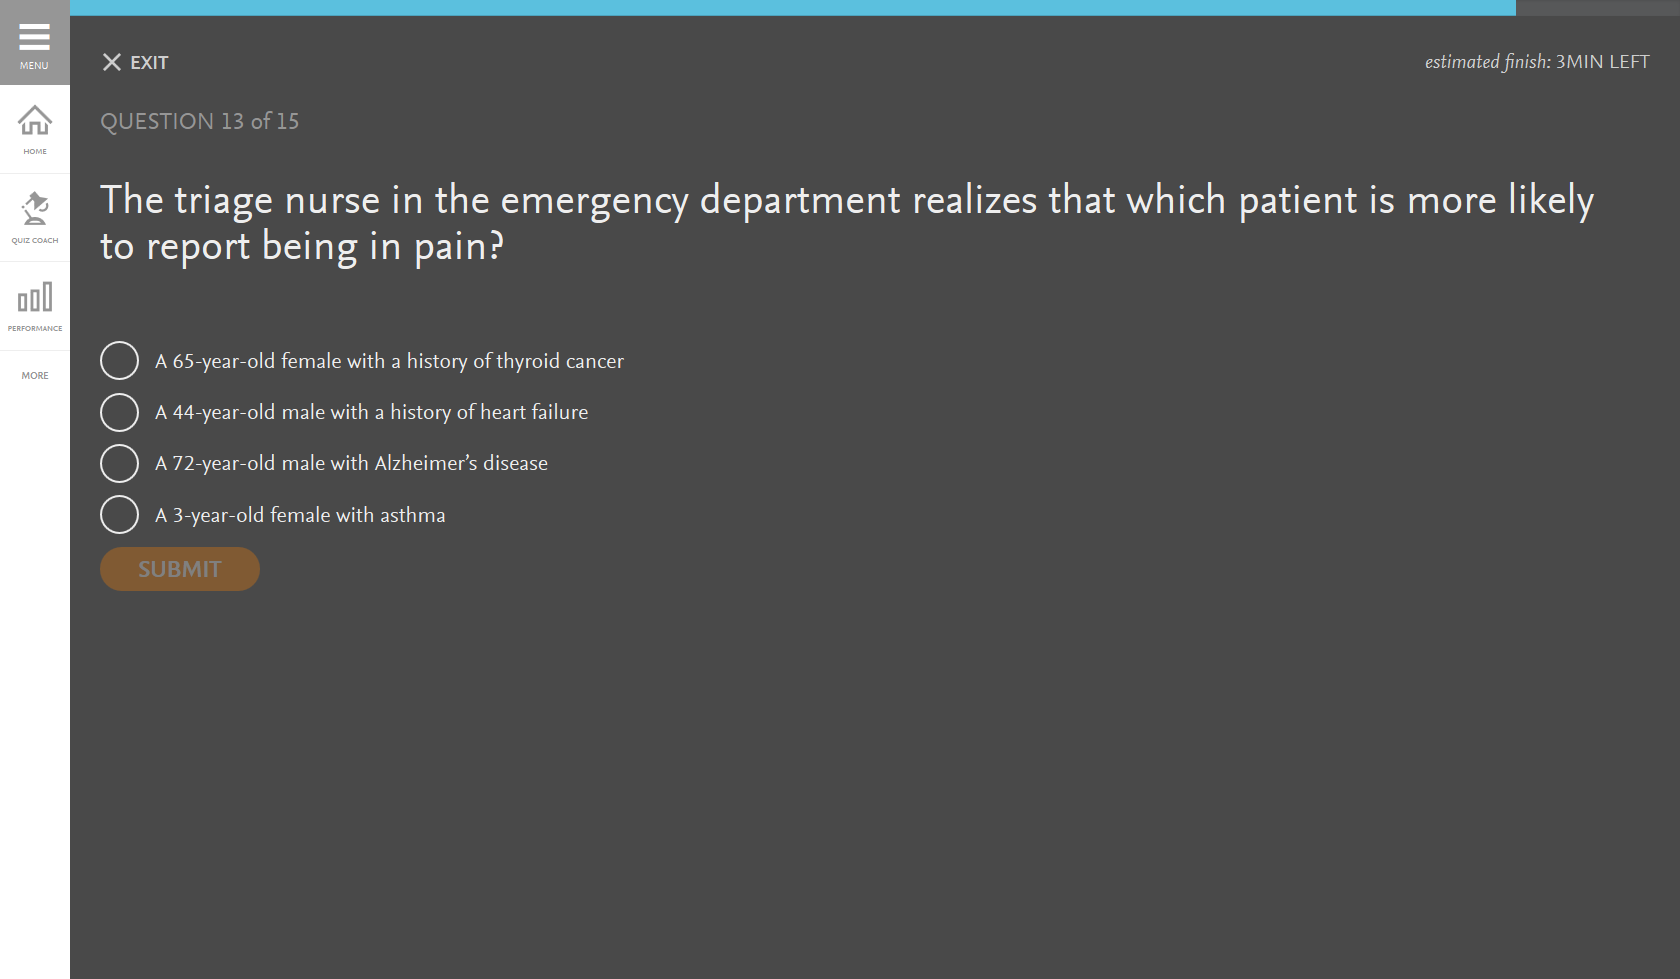 MENU
EXIT
estimated finish: 3MIN LEFT
QUESTION 13 of 15
HOME
The triage nurse in the emergency department realizes that which patient is more likely
to report being in pain?
QUIZ COACH
PERFORMANCE
MORE
A 65-year-old female with a history of thyroid cancer
A 44-year-old male with a history of heart failure
A 72-year-old male with Alzheimer’s disease
A 3-year-old female with asthma
SUBMIT